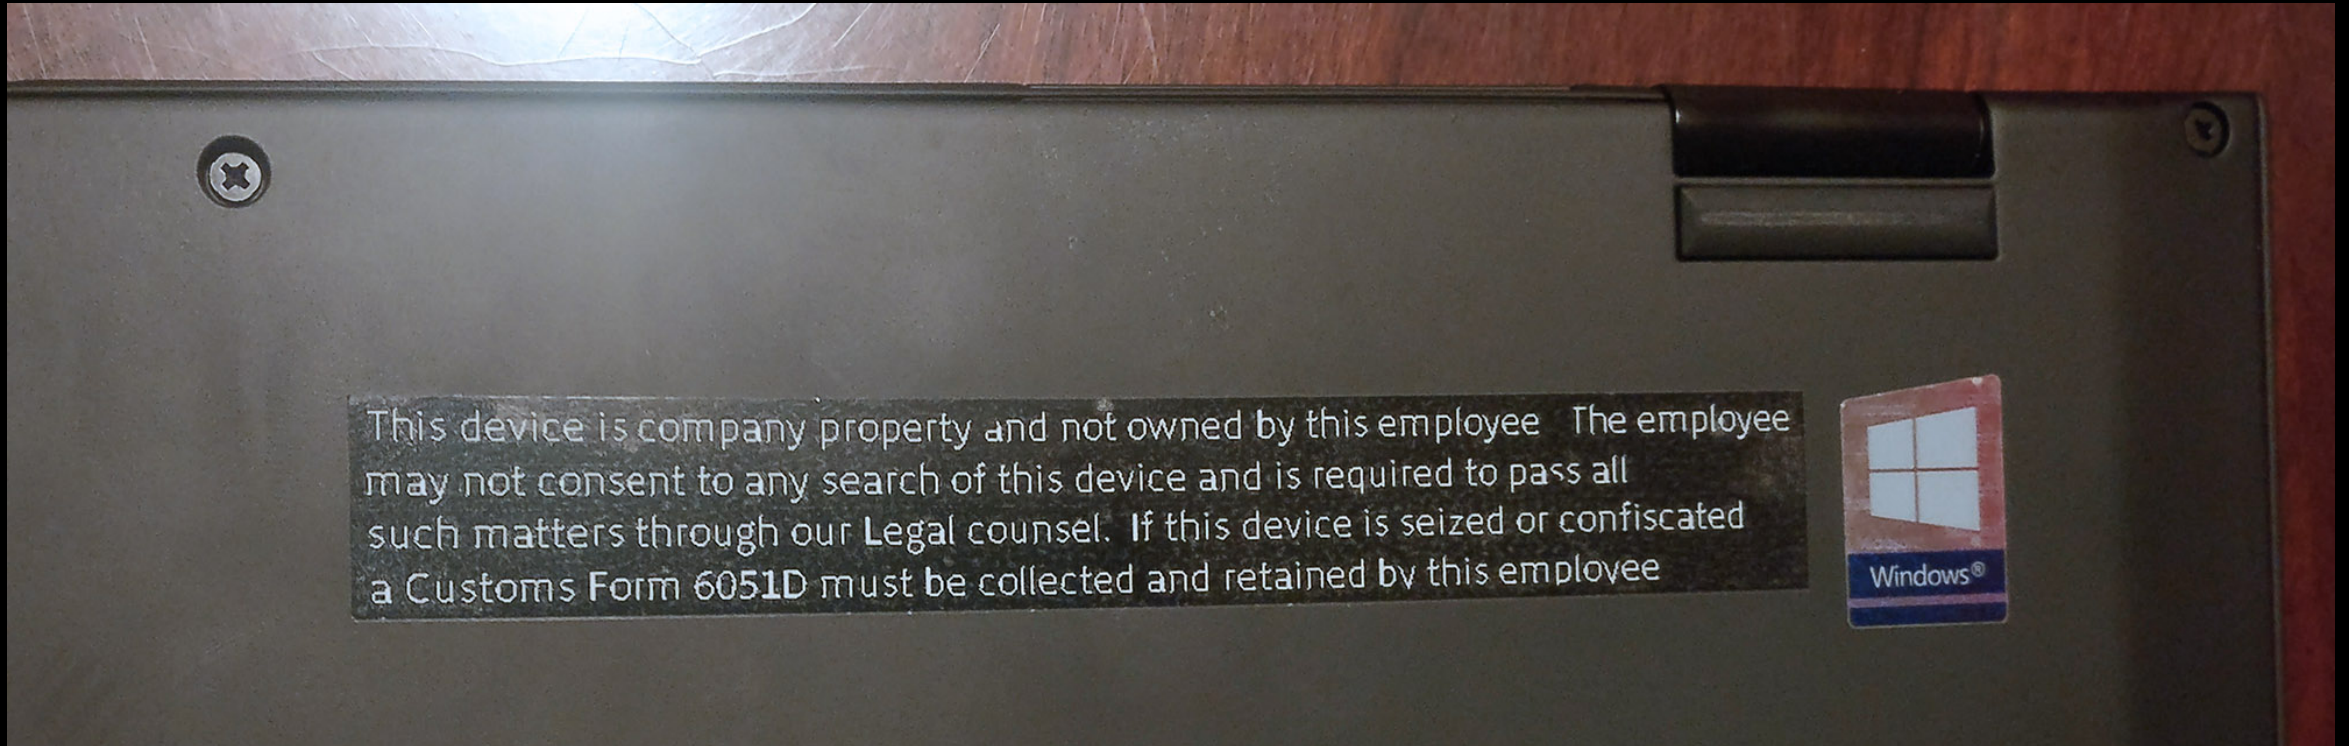 This device is company property and not owned by this employee The employee
may not consent to any search of this device and is required to pass all
such matters through our Legal counsel. If this device is seized or confiscated
a Customs Form 6051D must be collected and retained by this employee
Windows®